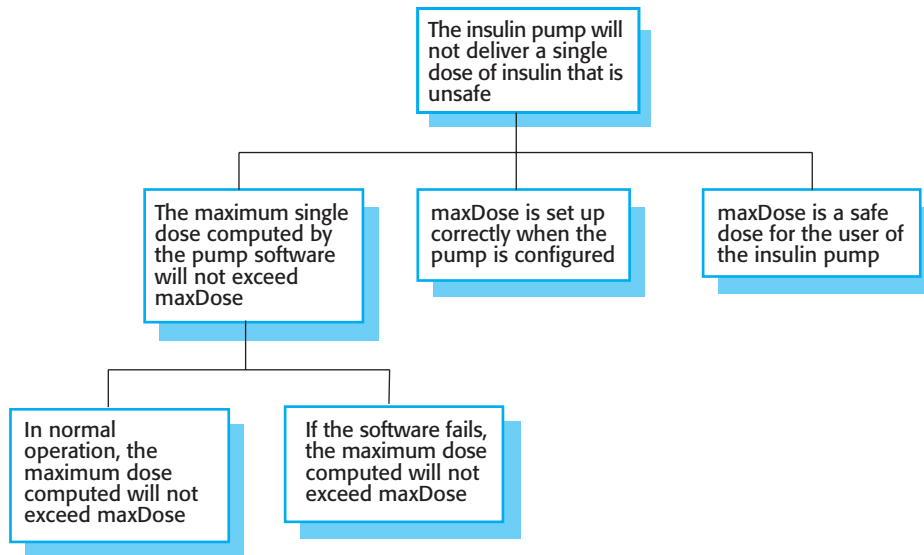 The insulin pump will
not deliver a single
dose of insulin that is
unsafe
The maximum single
dose computed by
the pump software
will not exceed
maxDose
maxDose is set up
correctly when the
pump is configured
maxDose is a safe
dose for the user of
the insulin pump
In normal
operation, the
maximum dose
computed will not
exceed maxDose
If the software fails,
the maximum dose
computed will not
exceed maxDose